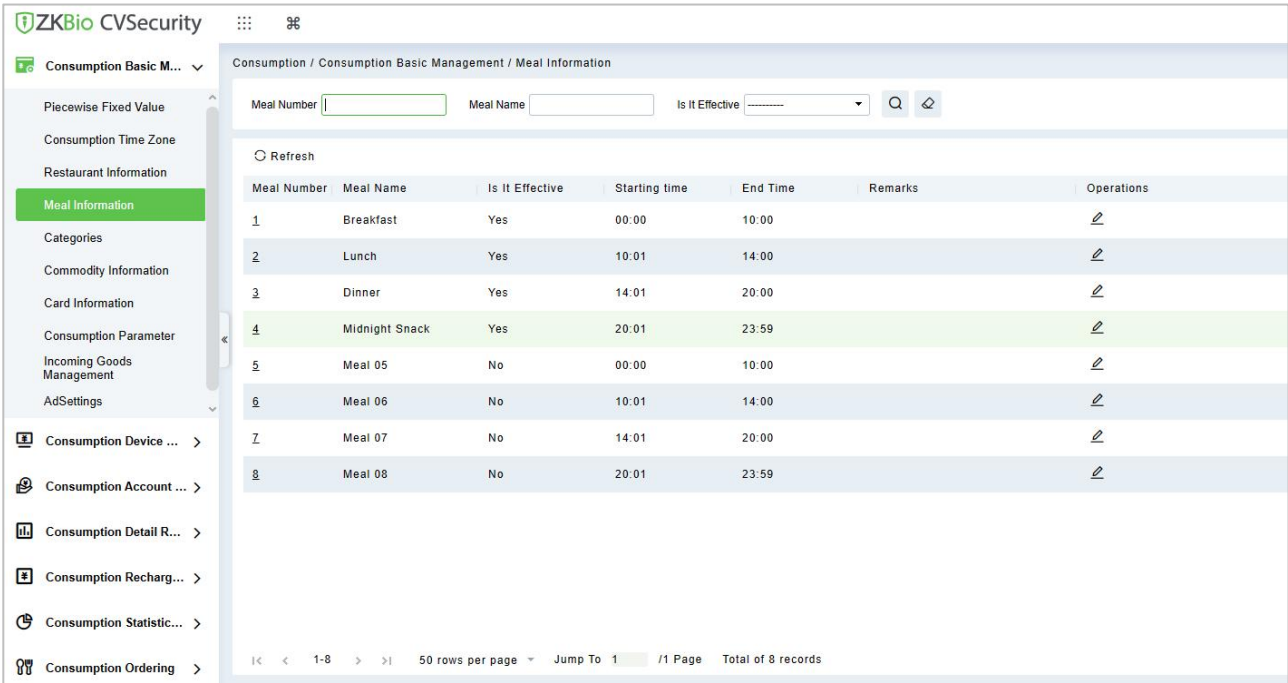 ZKBio CVSecurity
Consumption Basic M...
Piecewise Fixed Value
Consumption Time Zone
Restaurant Information
Meal Information
Categories
Commodity Information
Card Information
Consumption Parameter
Incoming Goods
Management
AdSettings
Consumption Device ...
Consumption Account ...
Consumption Detail R...
Consumption Recharg...
Consumption Statistic...
Consumption Ordering
Consumption / Consumption Basic Management / Meal Information
Meal Number Meal Name Is It Effective ----------
Refresh
Meal Number Meal Name Is It Effective Starting time End Time Remarks Operations
1 Breakfast Yes 00:00 10:00
2 Lunch Yes 10:01 14:00
3 Dinner Yes 14:01 20:00
4 Midnight Snack Yes 20:01 23:59
5 Meal 05 No 00:00 10:00
6 Meal 06 No 10:01 14:00
7 Meal 07 No 14:01 20:00
8 Meal 08 No 20:01 23:59
1-8 50 rows per page Jump To 1 /1 Page Total of 8 records